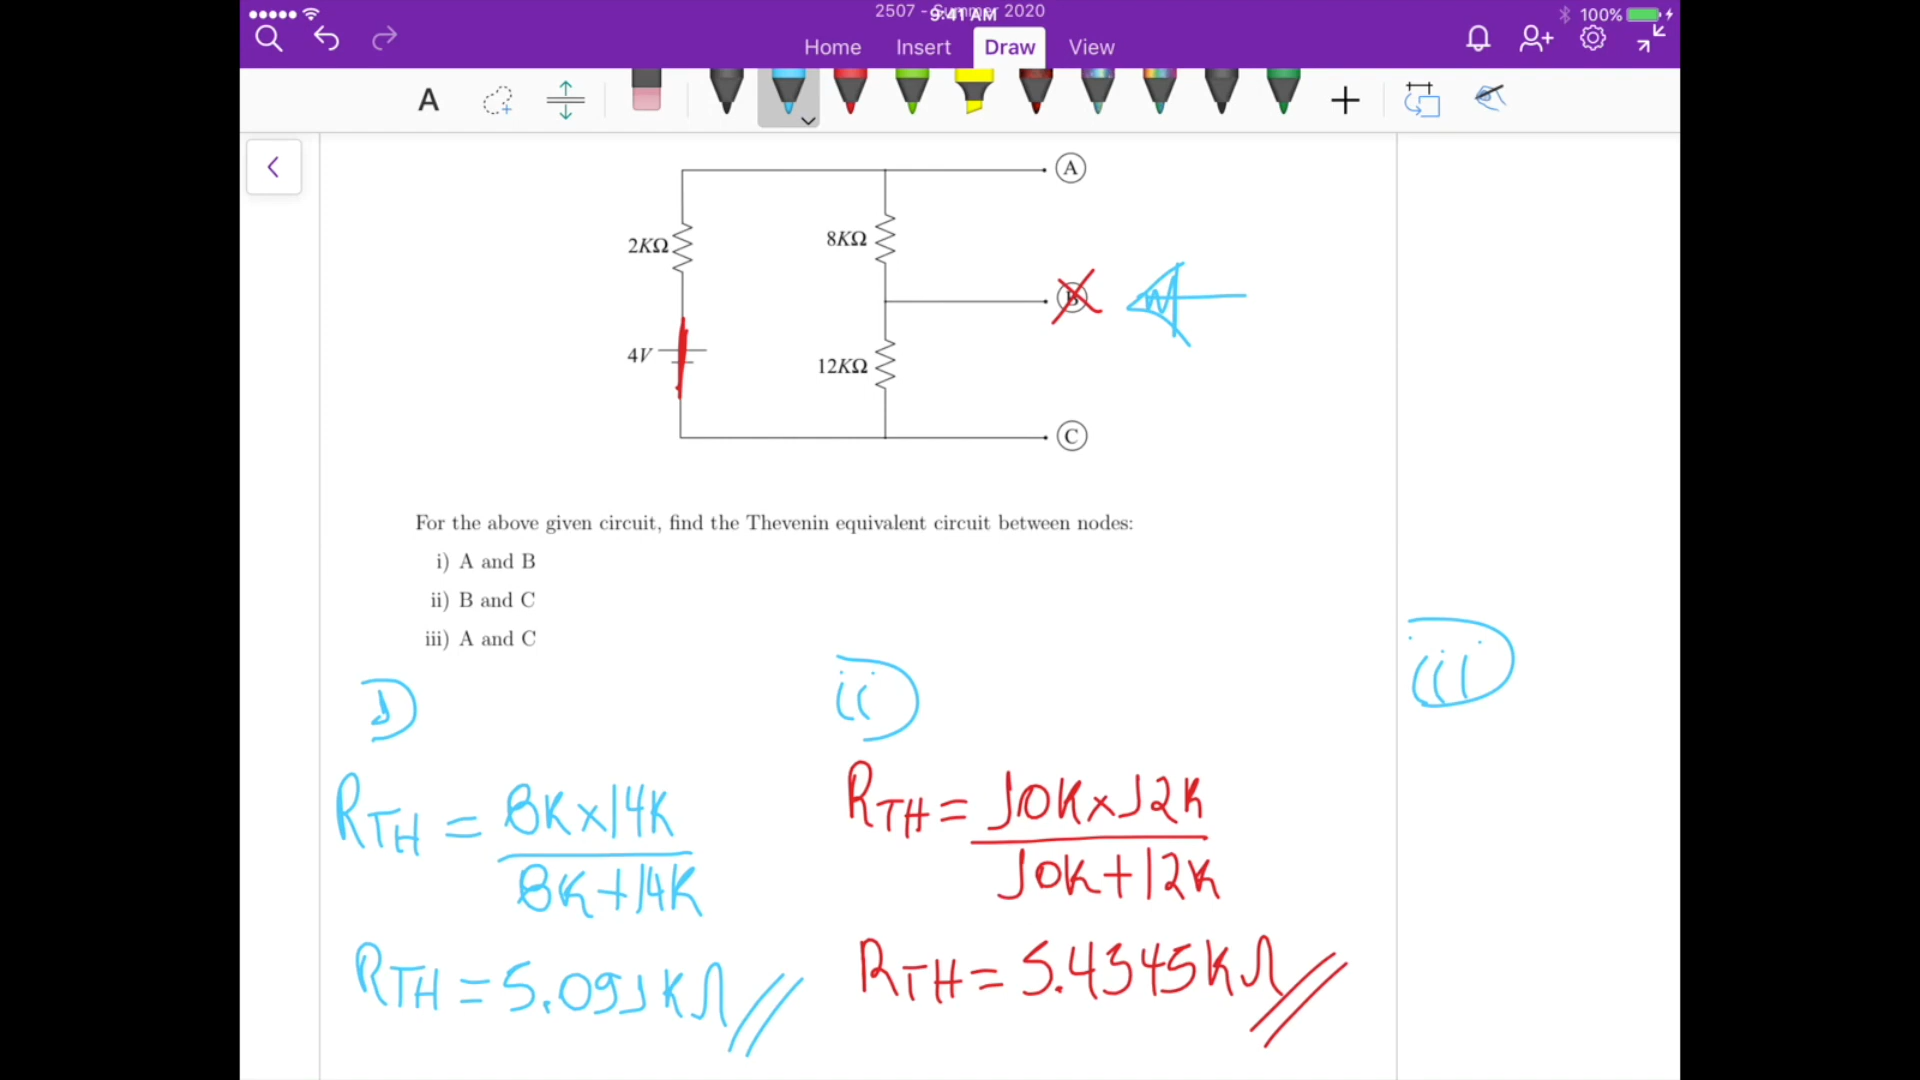 2507 - Summer 2020
9:41 AM
100%
Home Insert Draw View
A
A
2KΩ
8KΩ
B
4V
12KΩ
C
For the above given circuit, find the Thevenin equivalent circuit between nodes:
i) A and B
ii) B and C
iii) A and C
i)
ii)
iii)
RTH = 8K×14K
8K+14K
RTH = 5.091KΩ
RTH = 10K×12K
10K+12K
RTH = 5.4545KΩ